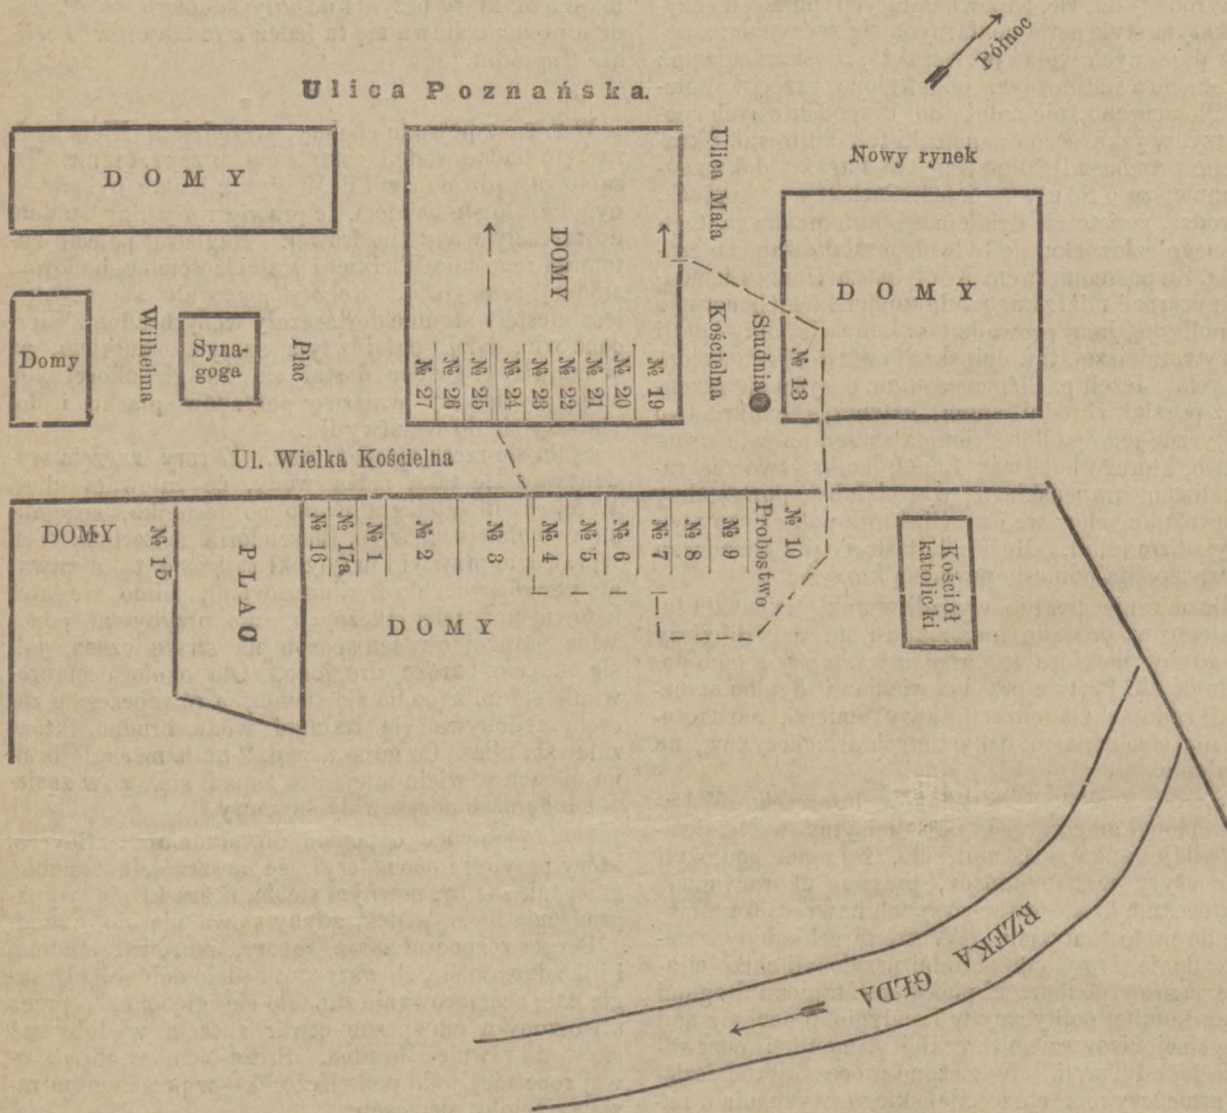 Północ
Ulica Poznańska.
DOMY
DOMY
Ulica Mała
Kościelna
Nowy rynek
DOMY
Studnia
№ 13
Domy
Wilhelma
Syna-
goga
Plac
№ 27
№ 26
№ 25
№ 24
№ 23
№ 22
№ 21
№ 20
№ 19
Ul. Wielka Kościelna
DOMY
№ 15
PLAC
№ 16
№ 17a
№ 1
№ 2
№ 3
№ 4
№ 5
№ 6
№ 7
№ 8
№ 9
Probostwo
№ 10
DOMY
Kościół
katolicki
RZEKA GŁDA